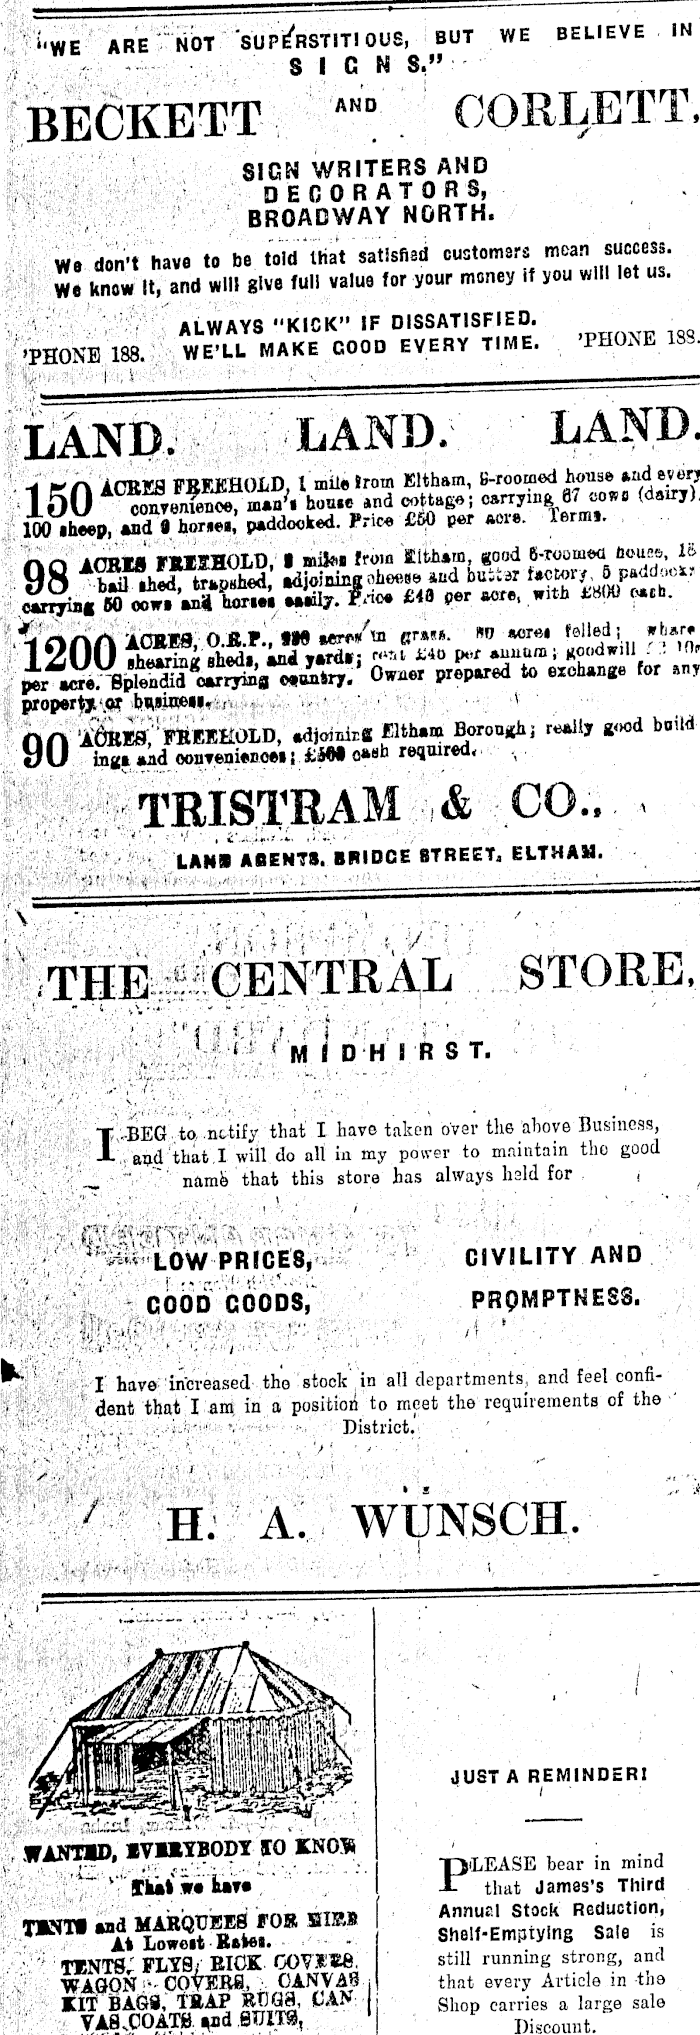 "WE ARE NOT SUPERSTITIOUS, BUT WE BELIEVE IN
SIGNS."
BECKETT AND CORLETT,
SIGN WRITERS AND
DECORATORS,
BROADWAY NORTH.
We don't have to be told that satisfied customers mean success.
We know it, and will give full value for your money if you will let us.
ALWAYS "KICK" IF DISSATISFIED.
'PHONE 188. WE'LL MAKE GOOD EVERY TIME. 'PHONE 188.
LAND. LAND. LAND.
150 ACRES FREEHOLD, 1 mile from Eltham, 6-roomed house and every
convenience, man's house and cottage; carrying 67 cows (dairy),
100 sheep, and 9 horses, paddocked. Price £50 per acre. Terms.
98 ACRES FREEHOLD, miles from Eltham, good 6-roomed house, 18
bail shed, trapshed, adjoining cheese and butter factory, 5 paddocks
carrying 50 cows and horses easily. Price per acre, with £800 cash.
1200 ACRES, O.R.P., acres in grass. acres felled; whare
shearing sheds, and yards; rent per annum; goodwill
per acre. Splendid carrying country. Owner prepared to exchange for any
property or business.
90 ACRES, FREEHOLD, adjoining Eltham Borough; really good build
ings and conveniences; £500 cash required.
TRISTRAM & CO.,
LAND AGENTS, BRIDGE STREET, ELTHAM.
THE CENTRAL STORE,
MIDHIRST.
I BEG to notify that I have taken over the above Business,
and that I will do all in my power to maintain the good
name that this store has always held for
LOW PRICES, CIVILITY AND
GOOD GOODS, PROMPTNESS.
I have increased the stock in all departments, and feel confi-
dent that I am in a position to meet the requirements of the
District.
H. A. WUNSCH.
WANTED, EVERYBODY TO KNOW
That we have
TENTS and MARQUEES FOR HIRE
At Lowest Rates.
TENTS, FLYS, RICK COVERS,
WAGON COVERS, CANVAS
KIT BAGS, TRAP RUGS, CAN
VAS COATS and SUITS,
JUST A REMINDER!
PLEASE bear in mind
that James's Third
Annual Stock Reduction,
Shelf-Emptying Sale is
still running strong, and
that every Article in the
Shop carries a large sale
Discount.